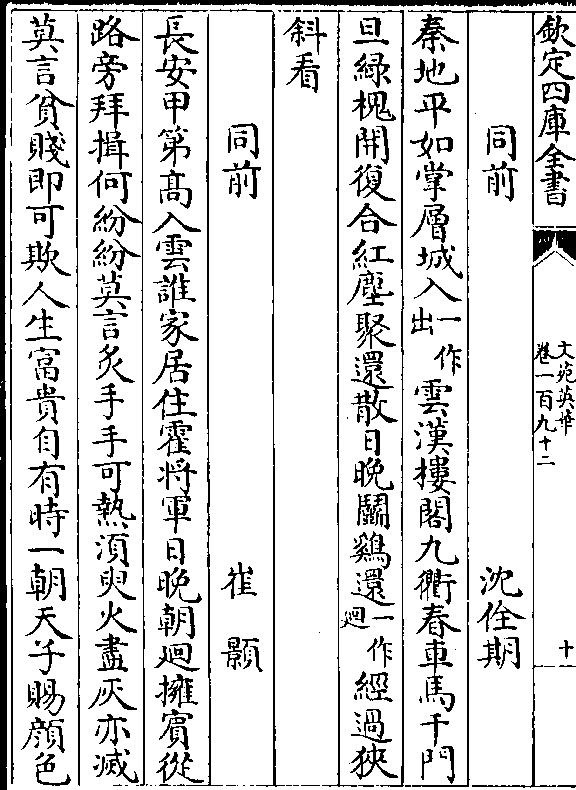 欽定四庫全書
文苑英華
卷一百九十二
十
同前 沈佺期
秦地平如掌層城入一作出雲漢樓閣九衢春車馬千門
旦綠槐開復合紅塵聚還散日晚鬭鷄還一作迴經過狹
斜看
同前 崔顥
長安甲第髙入雲誰家居住霍將軍日晚朝迴擁賓從
路旁拜揖何紛紛莫言炙手手可熱須臾火盡灰亦滅
莫言貧賤即可欺人生富貴自有時一朝天子賜顔色